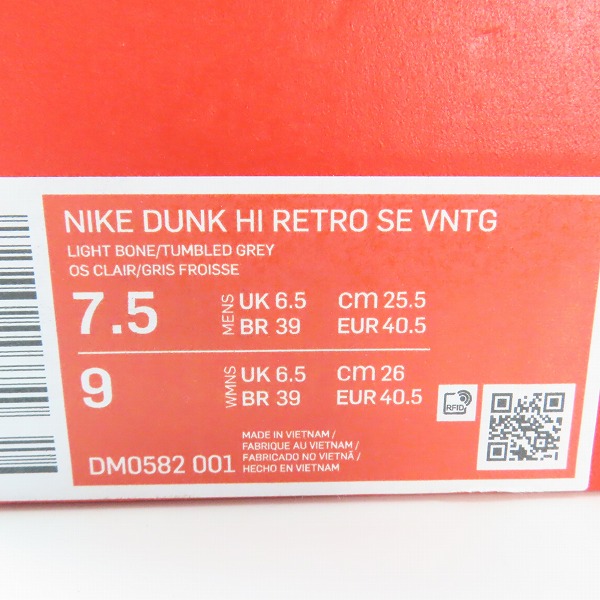 NIKE DUNK HI RETRO SE VNTG
LIGHT BONE/TUMBLED GREY
OS CLAIR/GRIS FROISSE
7.5 MENS UK 6.5 CM 25.5
BR 39 EUR 40.5
9 WMNS UK 6.5 CM 26
BR 39 EUR 40.5
RFID
MADE IN VIETNAM /
FABRIQUE AU VIETNAM /
FABRICADO NO VIETNÃ /
HECHO EN VIETNAM
DM0582 001